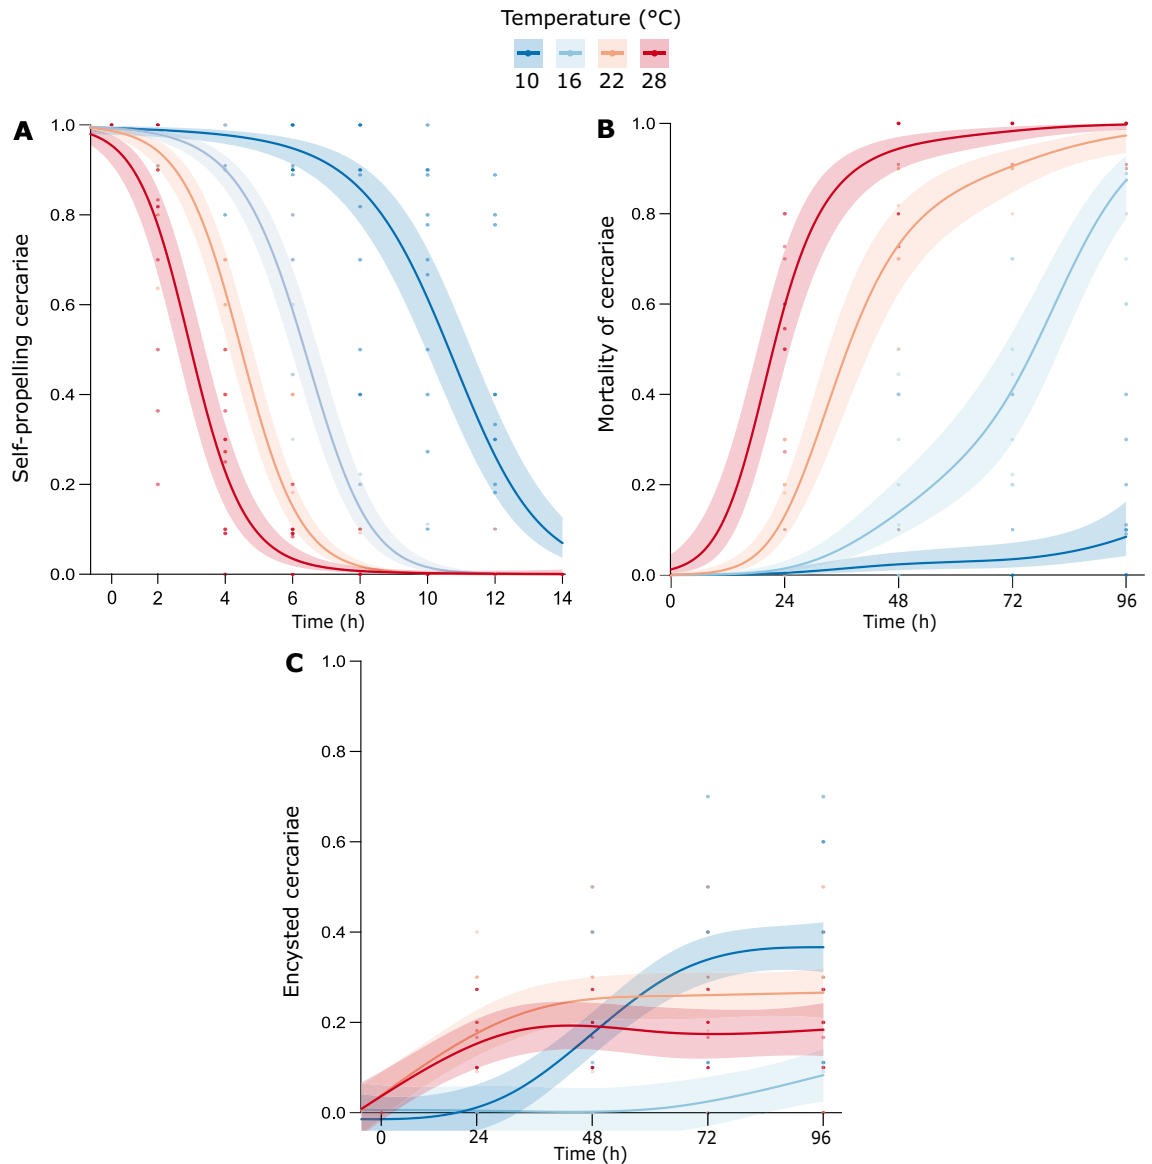 Temperature (°C)
10 16 22 28
A
B
1.0
0.8
0.6
0.4
0.2
0.0
Self-propelling cercariae
0 2 4 6 8 10 12 14
Time (h)
1.0
0.8
0.6
0.4
0.2
0.0
Mortality of cercariae
0 24 48 72 96
Time (h)
C
1.0
0.8
0.6
0.4
0.2
0.0
Encysted cercariae
0 24 48 72 96
Time (h)